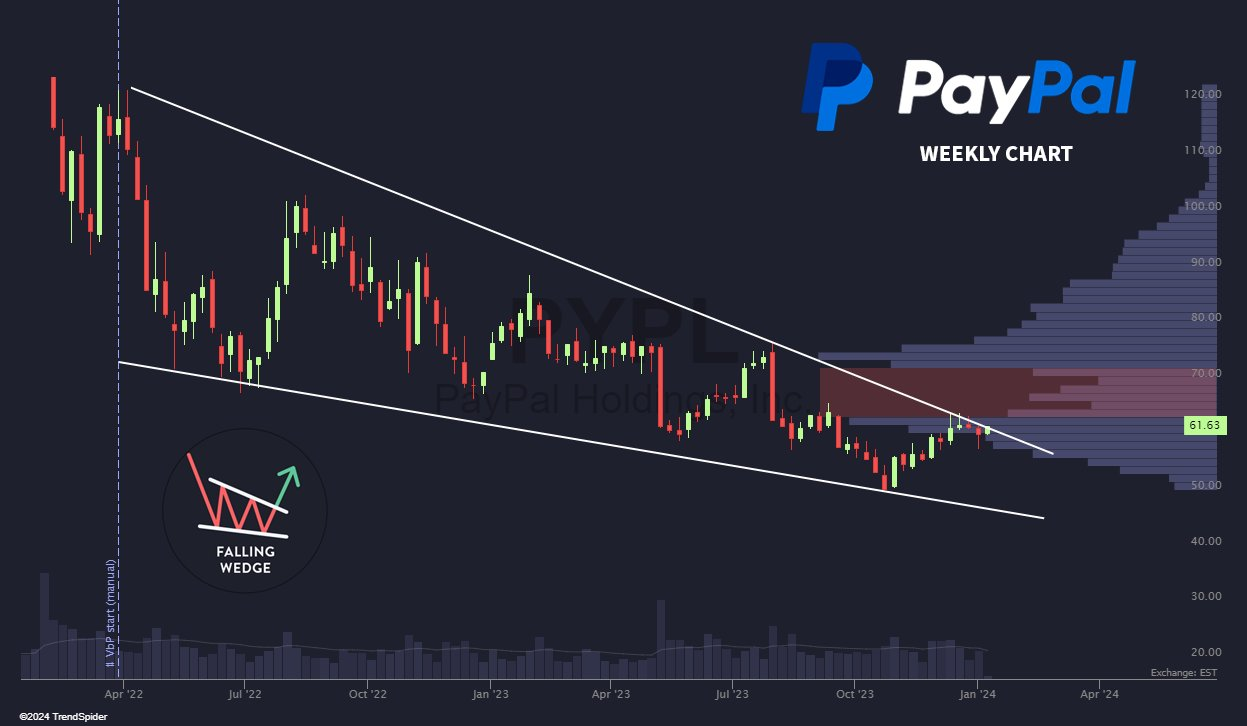 PayPal
WEEKLY CHART
120.00
110.00
100.00
90.00
80.00
70.00
61.63
50.00
40.00
30.00
20.00
PYPL
PayPal Holdings, Inc.
FALLING
WEDGE
VbP start (manual)
Exchange: EST
Apr '22
Jul '22
Oct '22
Jan '23
Apr '23
Jul '23
Oct '23
Jan '24
Apr '24
©2024 TrendSpider